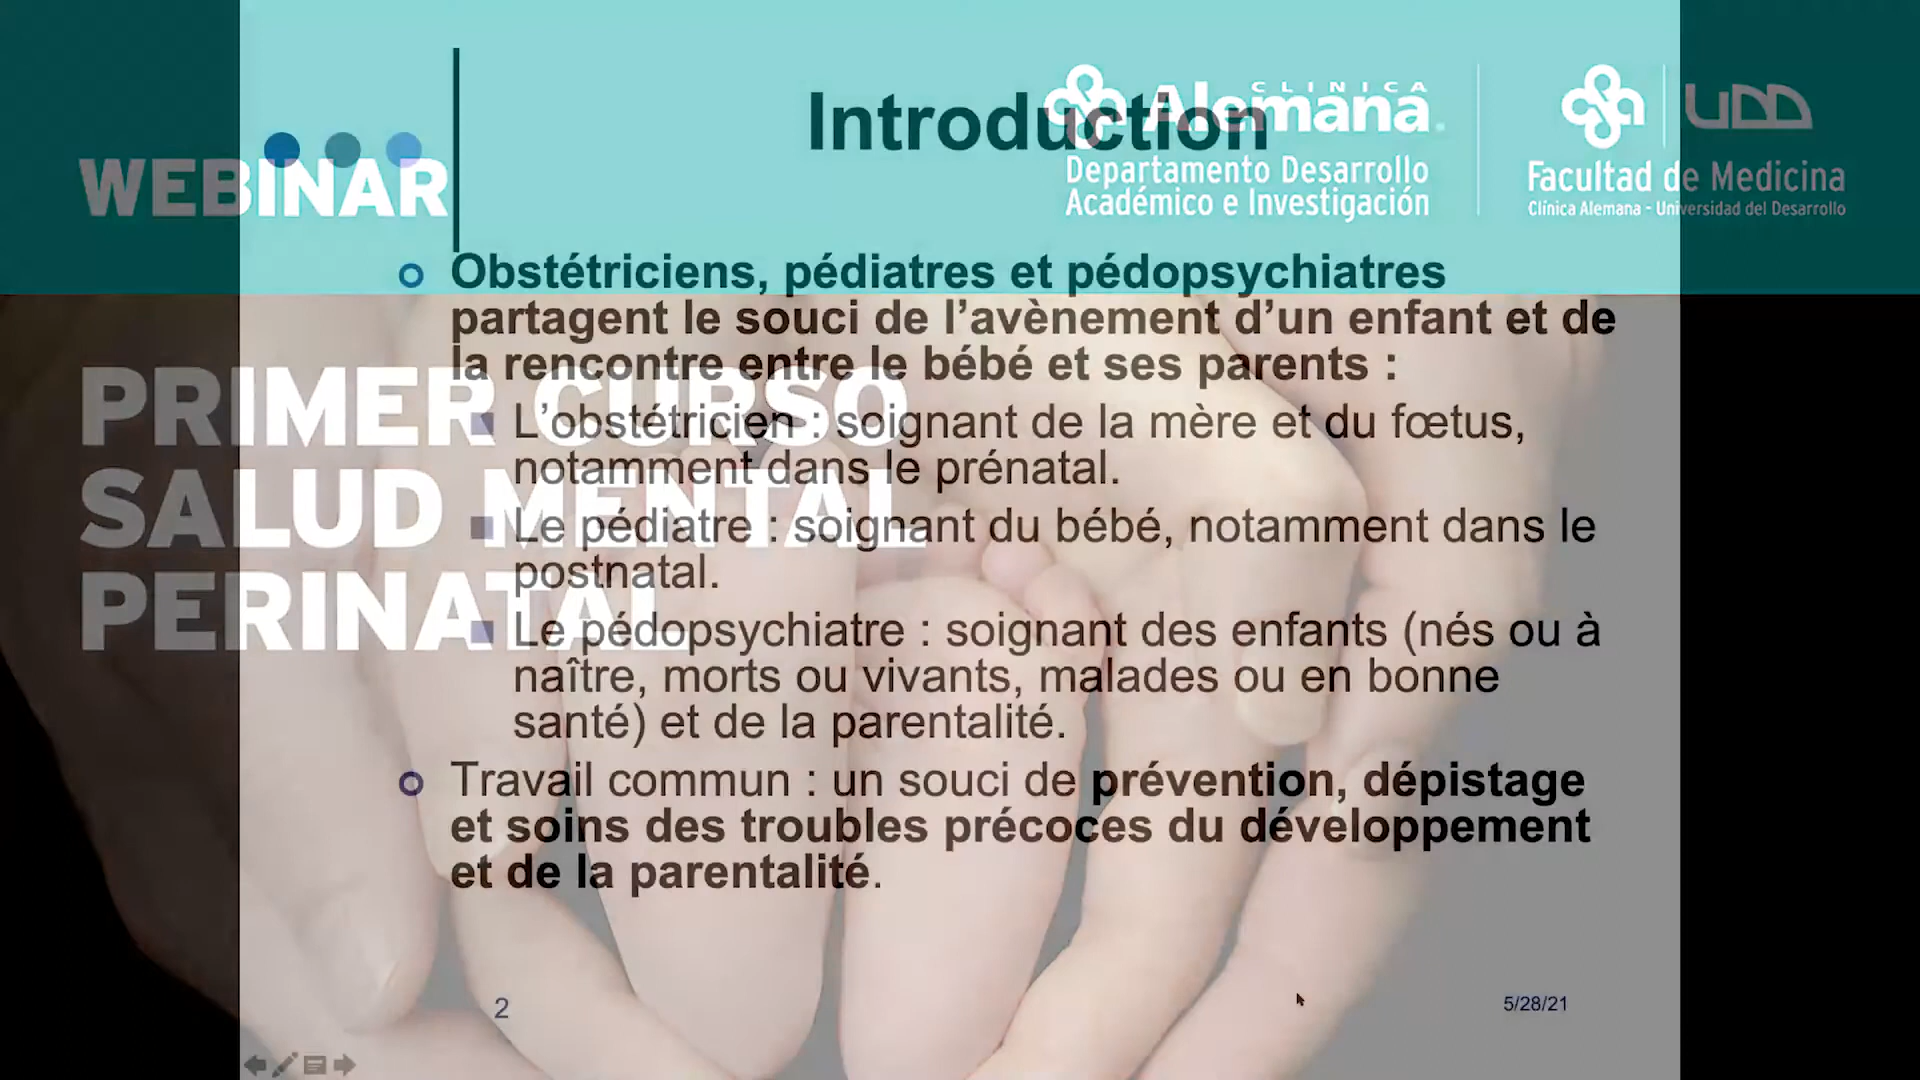 WEBINAR
CLINICA
Alemana.
Departamento Desarrollo
Académico e Investigación
UDD
Facultad de Medicina
Clínica Alemana - Universidad del Desarrollo
PRIMER CURSO
SALUD MENTAL
PERINATAL
Introduction
Obstétriciens, pédiatres et pédopsychiatres
partagent le souci de l’avènement d’un enfant et de
la rencontre entre le bébé et ses parents :
L’obstétricien : soignant de la mère et du fœtus,
notamment dans le prénatal.
Le pédiatre : soignant du bébé, notamment dans le
postnatal.
Le pédopsychiatre : soignant des enfants (nés ou à
naître, morts ou vivants, malades ou en bonne
santé) et de la parentalité.
Travail commun : un souci de prévention, dépistage
et soins des troubles précoces du développement
et de la parentalité.
2
5/28/21